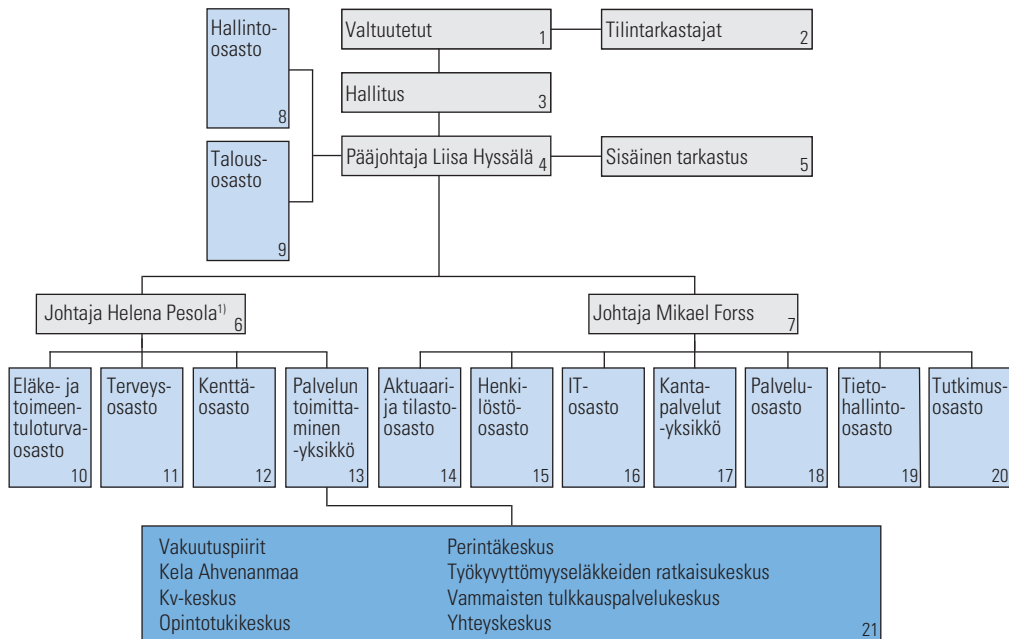 Hallinto-
osasto
8
Valtuutetut
1
Tilintarkastajat
2
Hallitus
3
Talous-
osasto
9
Pääjohtaja Liisa Hyssälä
4
Sisäinen tarkastus
5
Johtaja Helena Pesola1)
6
Johtaja Mikael Forss
7
Eläke- ja
toimeen-
tuloturva-
osasto
10
Terveys-
osasto
11
Kenttä-
osasto
12
Palvelun
toimitta-
minen
-yksikkö
13
Aktuaari-
ja tilasto-
osasto
14
Henki-
löstö-
osasto
15
IT-
osasto
16
Kanta-
palvelut
-yksikkö
17
Palvelu-
osasto
18
Tieto-
hallinto-
osasto
19
Tutkimus-
osasto
20
Vakuutuspiirit
Kela Ahvenanmaa
Kv-keskus
Opintotukikeskus
Perintäkeskus
Työkyvyttömyyseläkkeiden ratkaisukeskus
Vammaisten tulkkauspalvelukeskus
Yhteyskeskus
21